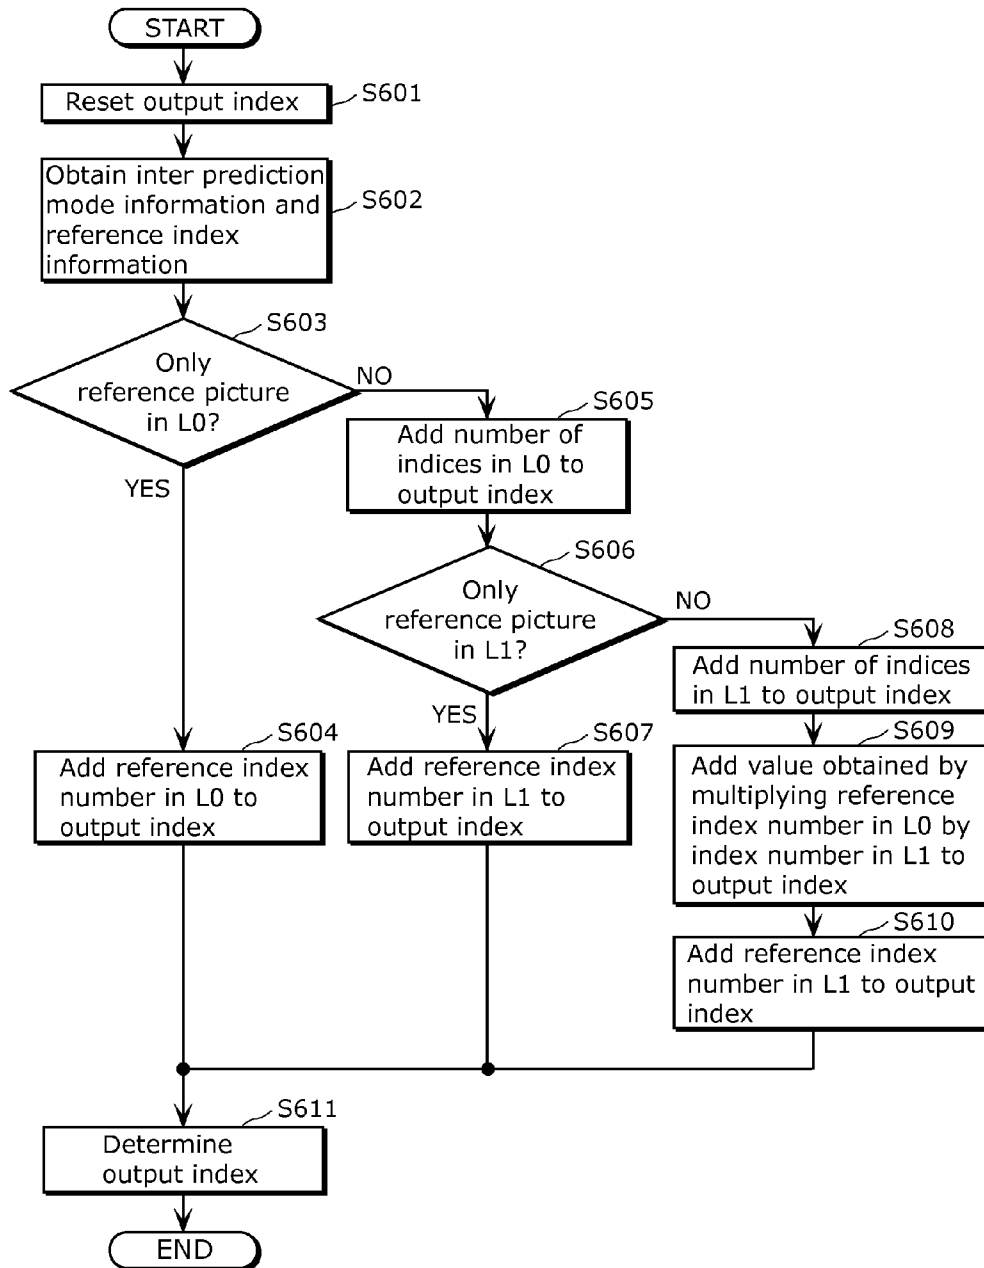 START
Reset output index
S601
Obtain inter prediction
mode information and
reference index
information
S602
S603
Only
reference picture
in L0?
NO
YES
S605
Add number of
indices in L0 to
output index
S606
Only
reference picture
in L1?
NO
YES
S608
Add number of indices
in L1 to output index
S604
Add reference index
number in L0 to
output index
S607
Add reference index
number in L1 to
output index
S609
Add value obtained by
multiplying reference
index number in L0 by
index number in L1 to
output index
S610
Add reference index
number in L1 to output
index
S611
Determine
output index
END